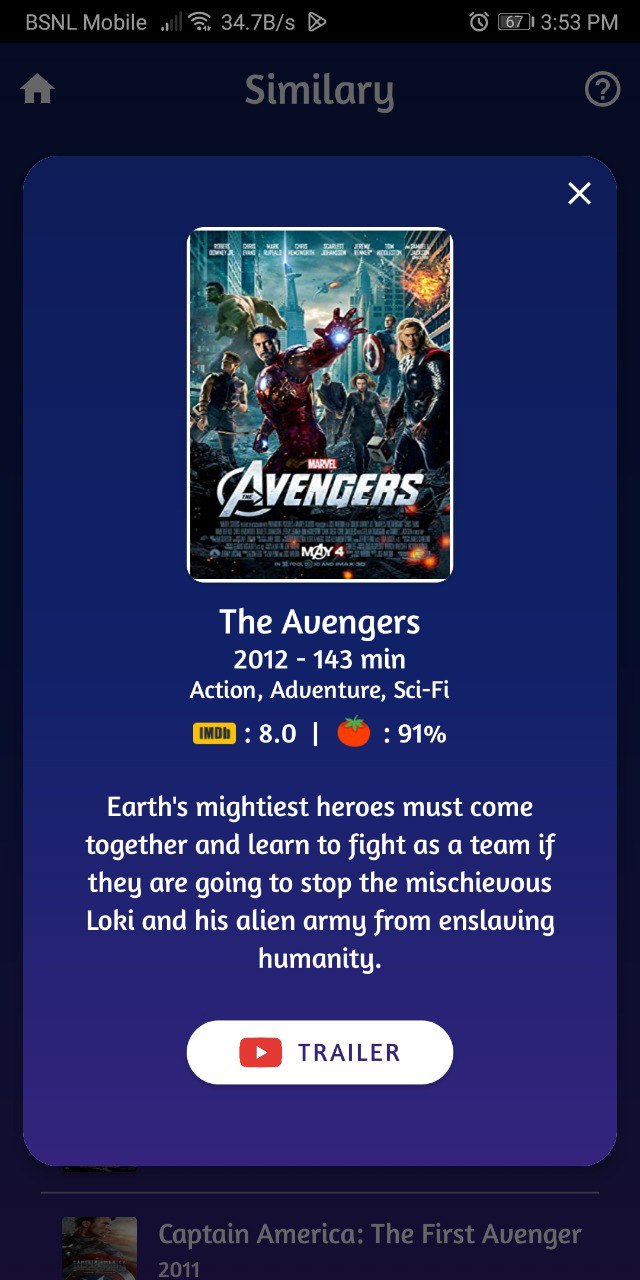 BSNL Mobile 34.7B/s 67 3:53 PM
Similary
ROBERT DOWNEY JR. CHRIS EVANS MARK RUFFALO CHRIS HEMSWORTH SCARLETT JOHANSSON JEREMY RENNER TOM HIDDLESTON AND SAMUEL L. JACKSON
MARVEL
THE AVENGERS
MAY 4
The Avengers
2012 - 143 min
Action, Adventure, Sci-Fi
IMDb : 8.0 | : 91%
Earth's mightiest heroes must come
together and learn to fight as a team if
they are going to stop the mischievous
Loki and his alien army from enslaving
humanity.
TRAILER
Captain America: The First Avenger
2011